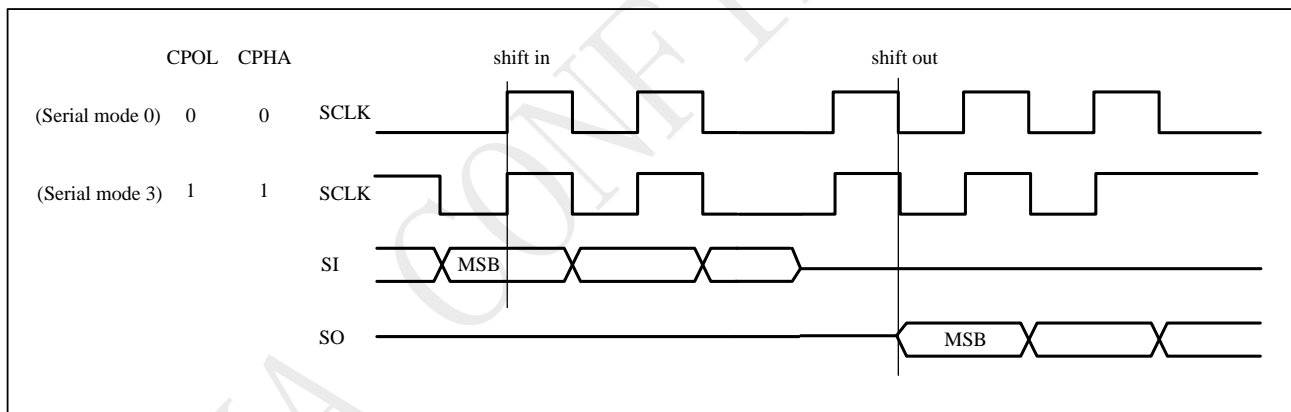 CPOL CPHA shift in shift out
(Serial mode 0) 0 0 SCLK
(Serial mode 3) 1 1 SCLK
SI MSB
SO MSB